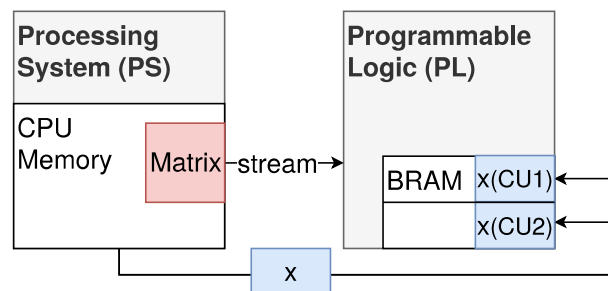 Processing
System (PS)
CPU
Memory
Matrix
stream
Programmable
Logic (PL)
BRAM
x(CU1)
x(CU2)
x